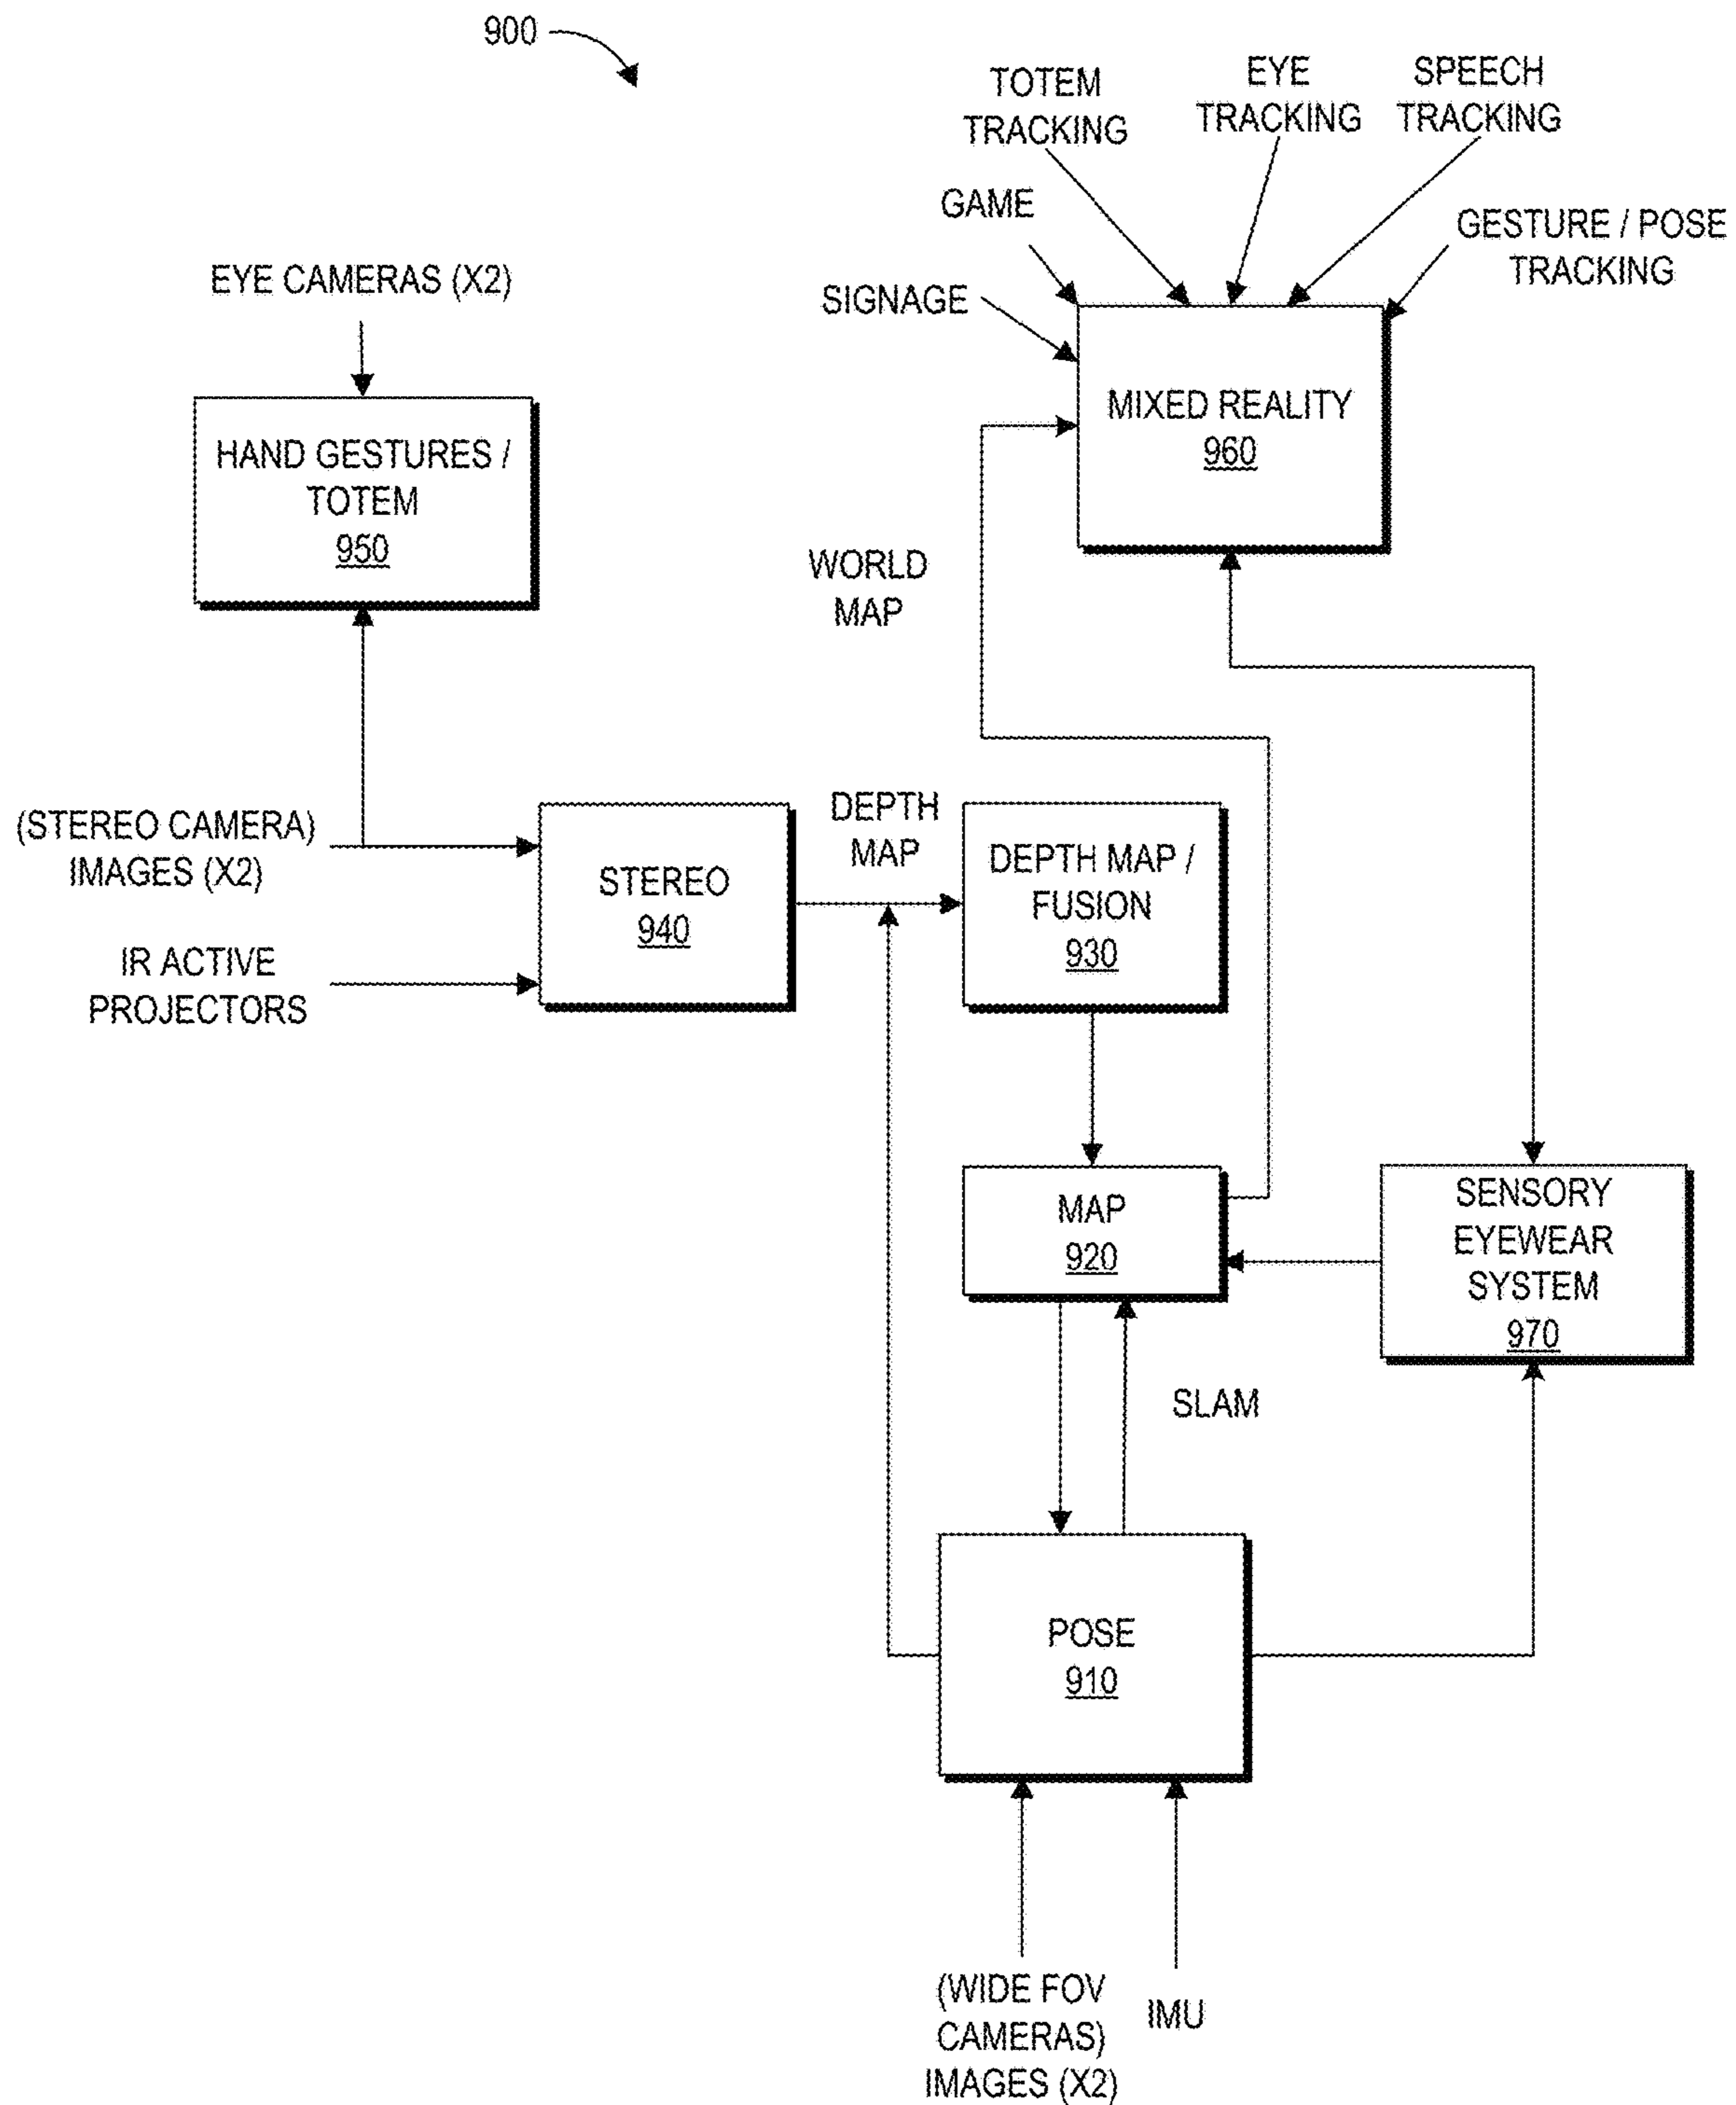 900
TOTEM
TRACKING
EYE
TRACKING
SPEECH
TRACKING
GAME
GESTURE / POSE
TRACKING
SIGNAGE
EYE CAMERAS (X2)
HAND GESTURES /
TOTEM
950
MIXED REALITY
960
WORLD
MAP
(STEREO CAMERA)
IMAGES (X2)
IR ACTIVE
PROJECTORS
STEREO
940
DEPTH
MAP
DEPTH MAP /
FUSION
930
MAP
920
SENSORY
EYEWEAR
SYSTEM
970
SLAM
POSE
910
(WIDE FOV
CAMERAS)
IMAGES (X2)
IMU